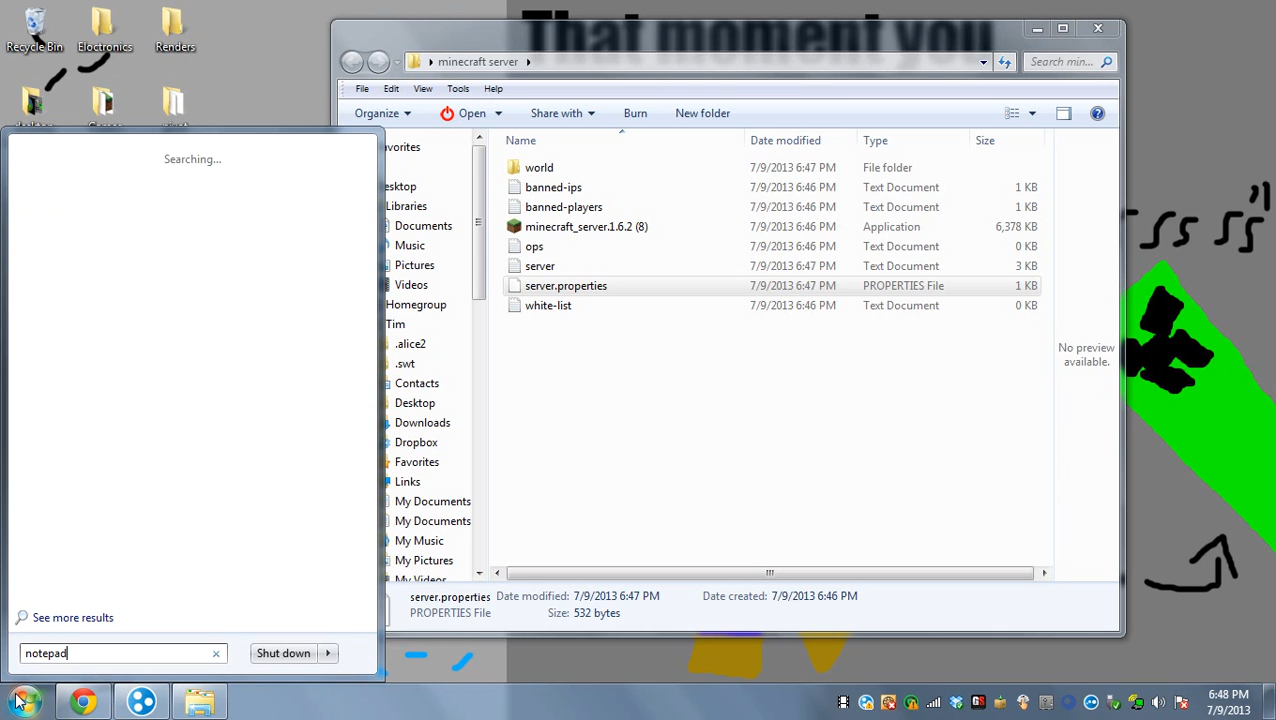 That moment you
Recycle Bin
Eloctronics
Renders
minecraft server
Search min...
File
Edit
View
Tools
Help
Organize
Open
Share with
Burn
New folder
Name
Date modified
Type
Size
world
7/9/2013 6:47 PM
File folder
banned-ips
7/9/2013 6:46 PM
Text Document
1 KB
banned-players
7/9/2013 6:46 PM
Text Document
1 KB
minecraft_server.1.6.2 (8)
7/9/2013 6:46 PM
Application
6,378 KB
ops
7/9/2013 6:46 PM
Text Document
0 KB
server
7/9/2013 6:47 PM
Text Document
3 KB
server.properties
7/9/2013 6:47 PM
PROPERTIES File
1 KB
white-list
7/9/2013 6:46 PM
Text Document
0 KB
avorites
esktop
Libraries
Documents
Music
Pictures
Videos
Homegroup
Tim
.alice2
.swt
Contacts
Desktop
Downloads
Dropbox
Favorites
Links
My Documents
My Documents
My Music
My Pictures
No preview
available.
server.properties
Date modified: 7/9/2013 6:47 PM
Date created: 7/9/2013 6:46 PM
PROPERTIES File
Size: 532 bytes
Searching...
See more results
notepad
Shut down
6:48 PM
7/9/2013